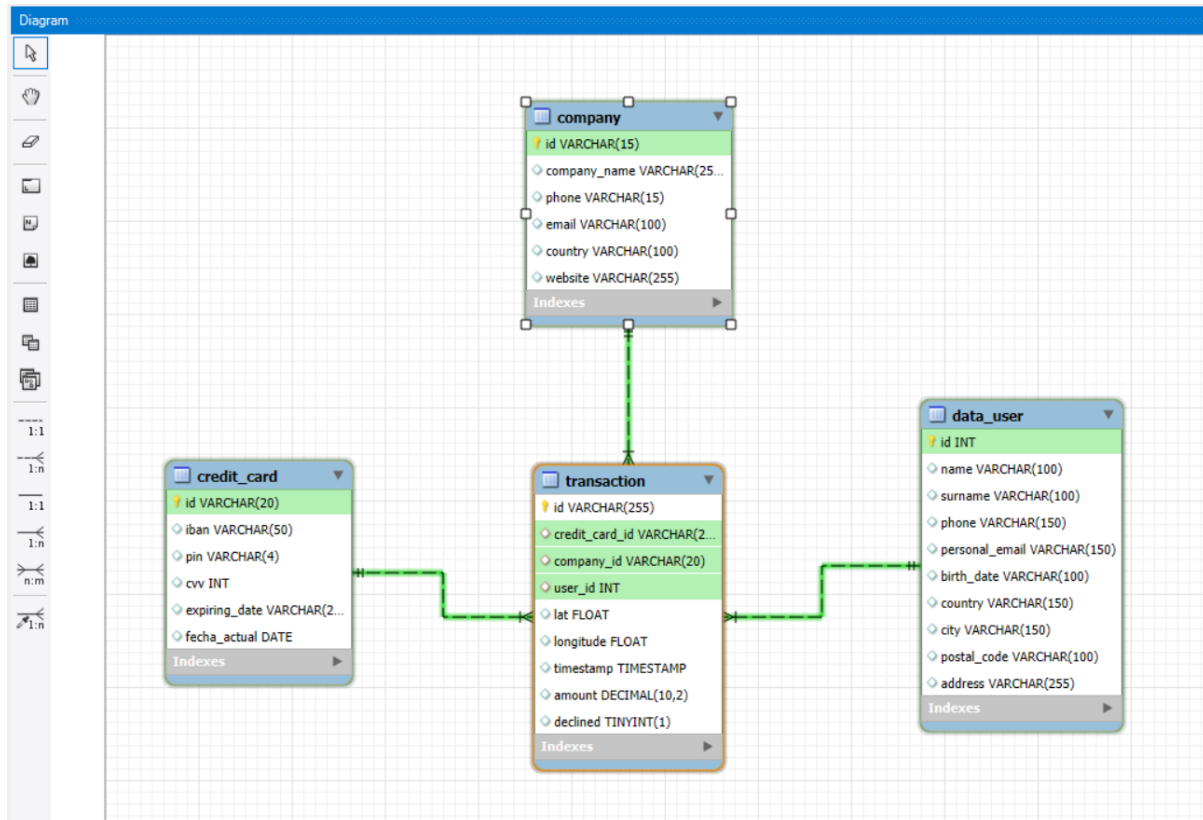 Diagram
company
id VARCHAR(15)
company_name VARCHAR(25...
phone VARCHAR(15)
email VARCHAR(100)
country VARCHAR(100)
website VARCHAR(255)
Indexes
credit_card
id VARCHAR(20)
iban VARCHAR(50)
pin VARCHAR(4)
cvv INT
expiring_date VARCHAR(2...
fecha_actual DATE
Indexes
transaction
id VARCHAR(255)
credit_card_id VARCHAR(2...
company_id VARCHAR(20)
user_id INT
lat FLOAT
longitude FLOAT
timestamp TIMESTAMP
amount DECIMAL(10,2)
declined TINYINT(1)
Indexes
data_user
id INT
name VARCHAR(100)
surname VARCHAR(100)
phone VARCHAR(150)
personal_email VARCHAR(150)
birth_date VARCHAR(100)
country VARCHAR(150)
city VARCHAR(150)
postal_code VARCHAR(100)
address VARCHAR(255)
Indexes
1:1
1:n
1:1
1:n
n:m
1:n